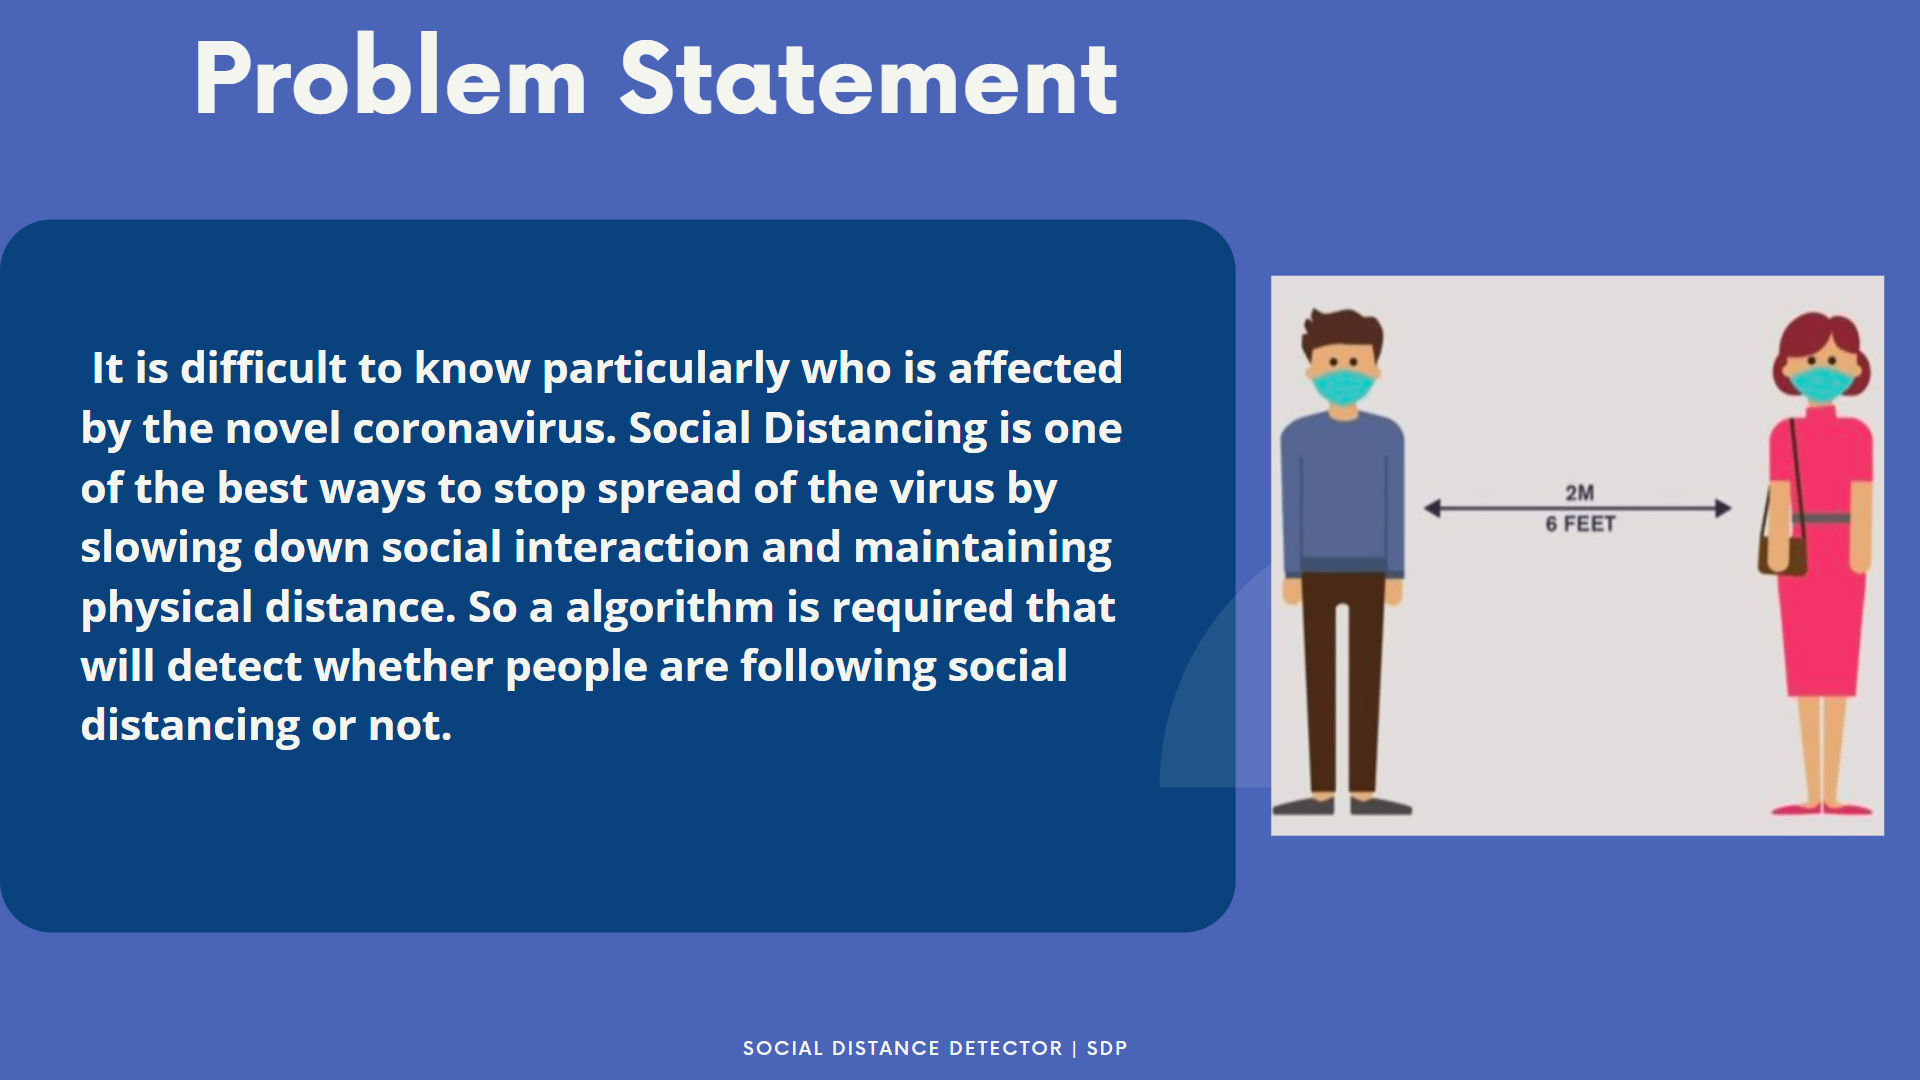 Problem Statement
It is difficult to know particularly who is affected
by the novel coronavirus. Social Distancing is one
of the best ways to stop spread of the virus by
slowing down social interaction and maintaining
physical distance. So a algorithm is required that
will detect whether people are following social
distancing or not.
2M
6 FEET
SOCIAL DISTANCE DETECTOR | SDP